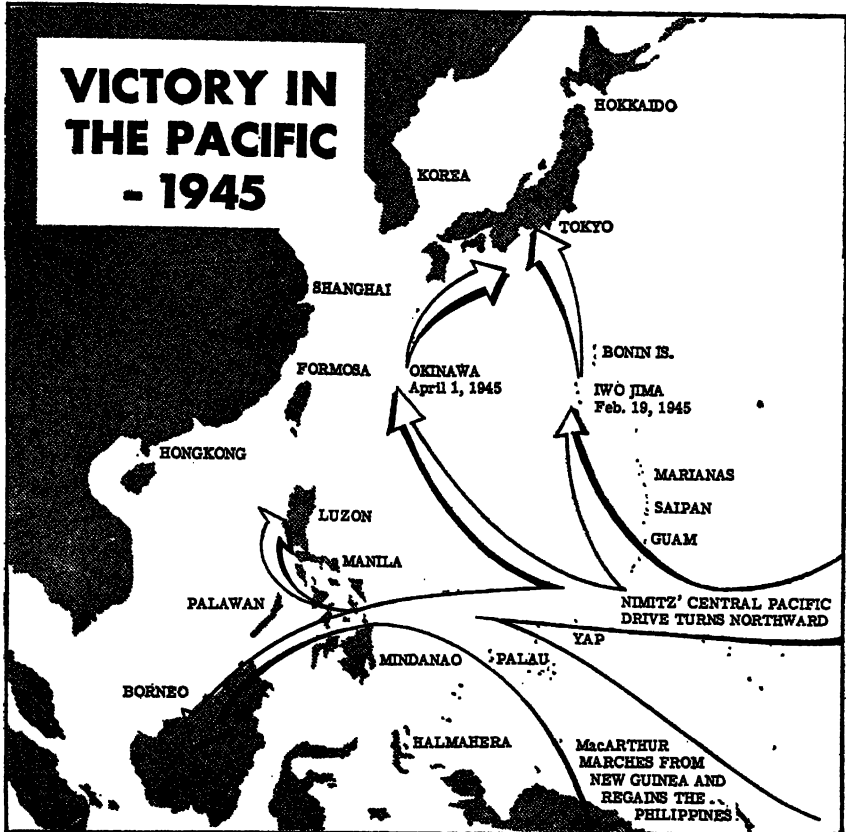 VICTORY IN
THE PACIFIC
- 1945
HOKKAIDO
KOREA
TOKYO
SHANGHAI
BONIN IS.
FORMOSA
OKINAWA
April 1, 1945
IWO JIMA
Feb. 19, 1945
HONGKONG
MARIANAS
SAIPAN
LUZON
GUAM
MANILA
PALAWAN
NIMITZ' CENTRAL PACIFIC
DRIVE TURNS NORTHWARD
YAP
MINDANAO
PALAU
BORNEO
HALMAHERA
MacARTHUR
MARCHES FROM
NEW GUINEA AND
REGAINS THE
PHILIPPINES